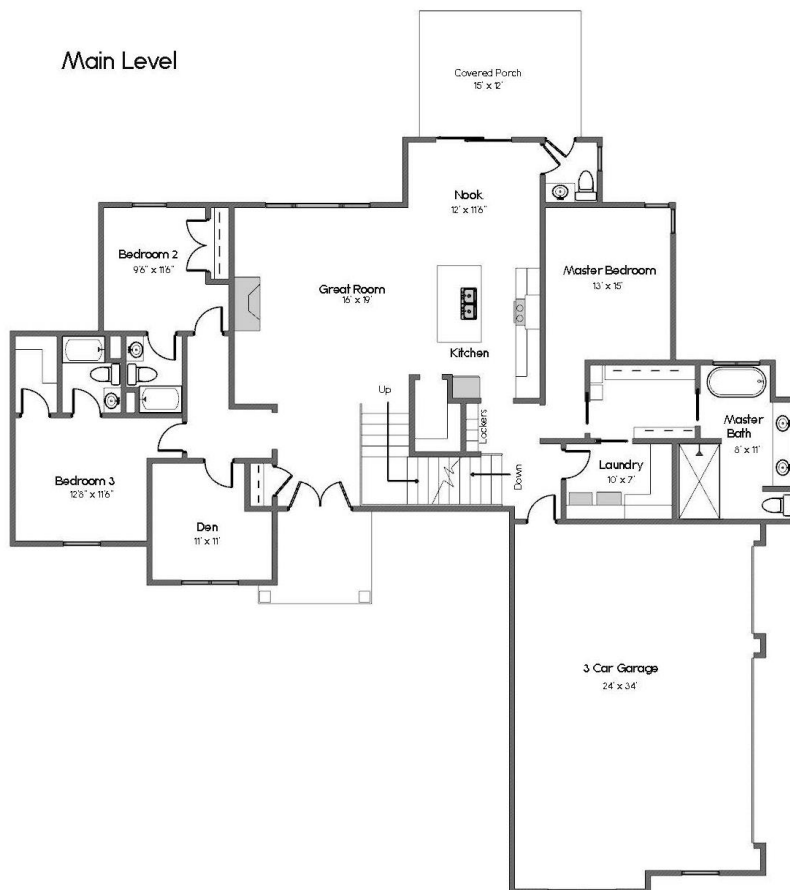 Main Level
Covered Porch
15' x 12'
Nook
12' x 11'6"
Bedroom 2
9'6" x 11'6"
Great Room
16' x 19'
Master Bedroom
13' x 15'
Kitchen
Up
Lockers
Master
Bath
8' x 11'
Bedroom 3
12'8" x 11'6"
Laundry
10' x 7'
Down
Den
11' x 11'
3 Car Garage
24' x 34'